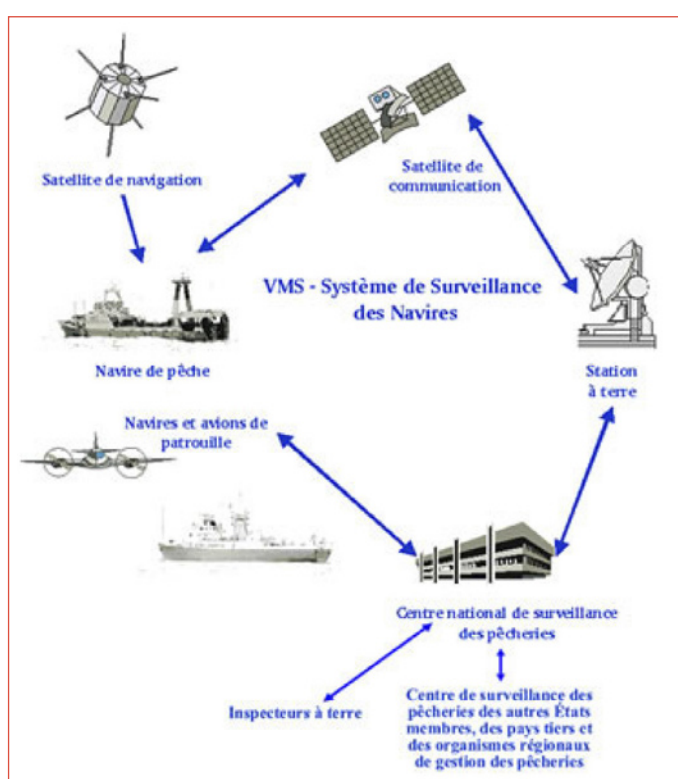 Satellite de navigation
Satellite de
communication
VMS - Système de Surveillance
des Navires
Navire de pêche
Station
à terre
Navires et avions de
patrouille
Centre national de surveillance
des pêcheries
Inspecteurs à terre
Centre de surveillance des
pêcheries des autres États
membres, des pays tiers et
des organismes régionaux
de gestion des pêcheries